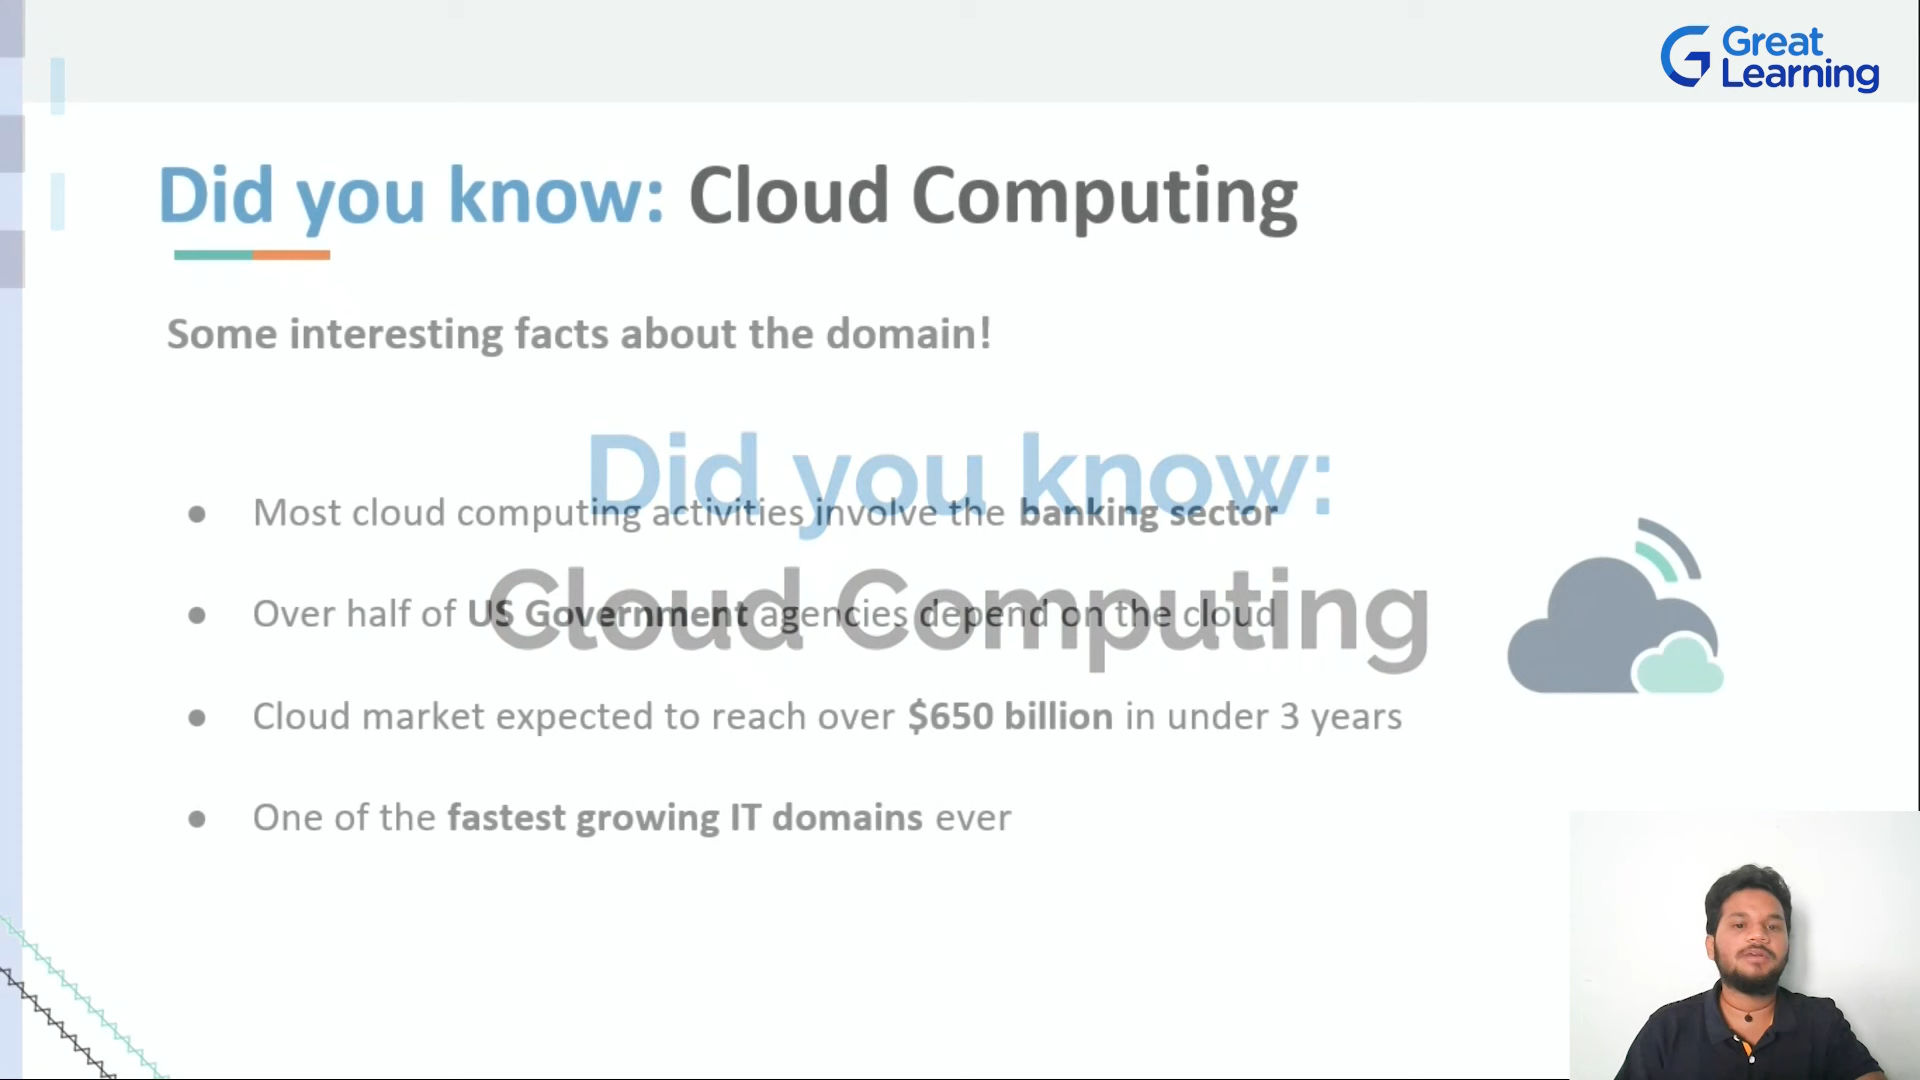 Great
Learning
Did you know: Cloud Computing
Some interesting facts about the domain!
Did you know:
Cloud Computing
● Most cloud computing activities involve the banking sector
● Over half of US Government agencies depend on the cloud
● Cloud market expected to reach over $650 billion in under 3 years
● One of the fastest growing IT domains ever